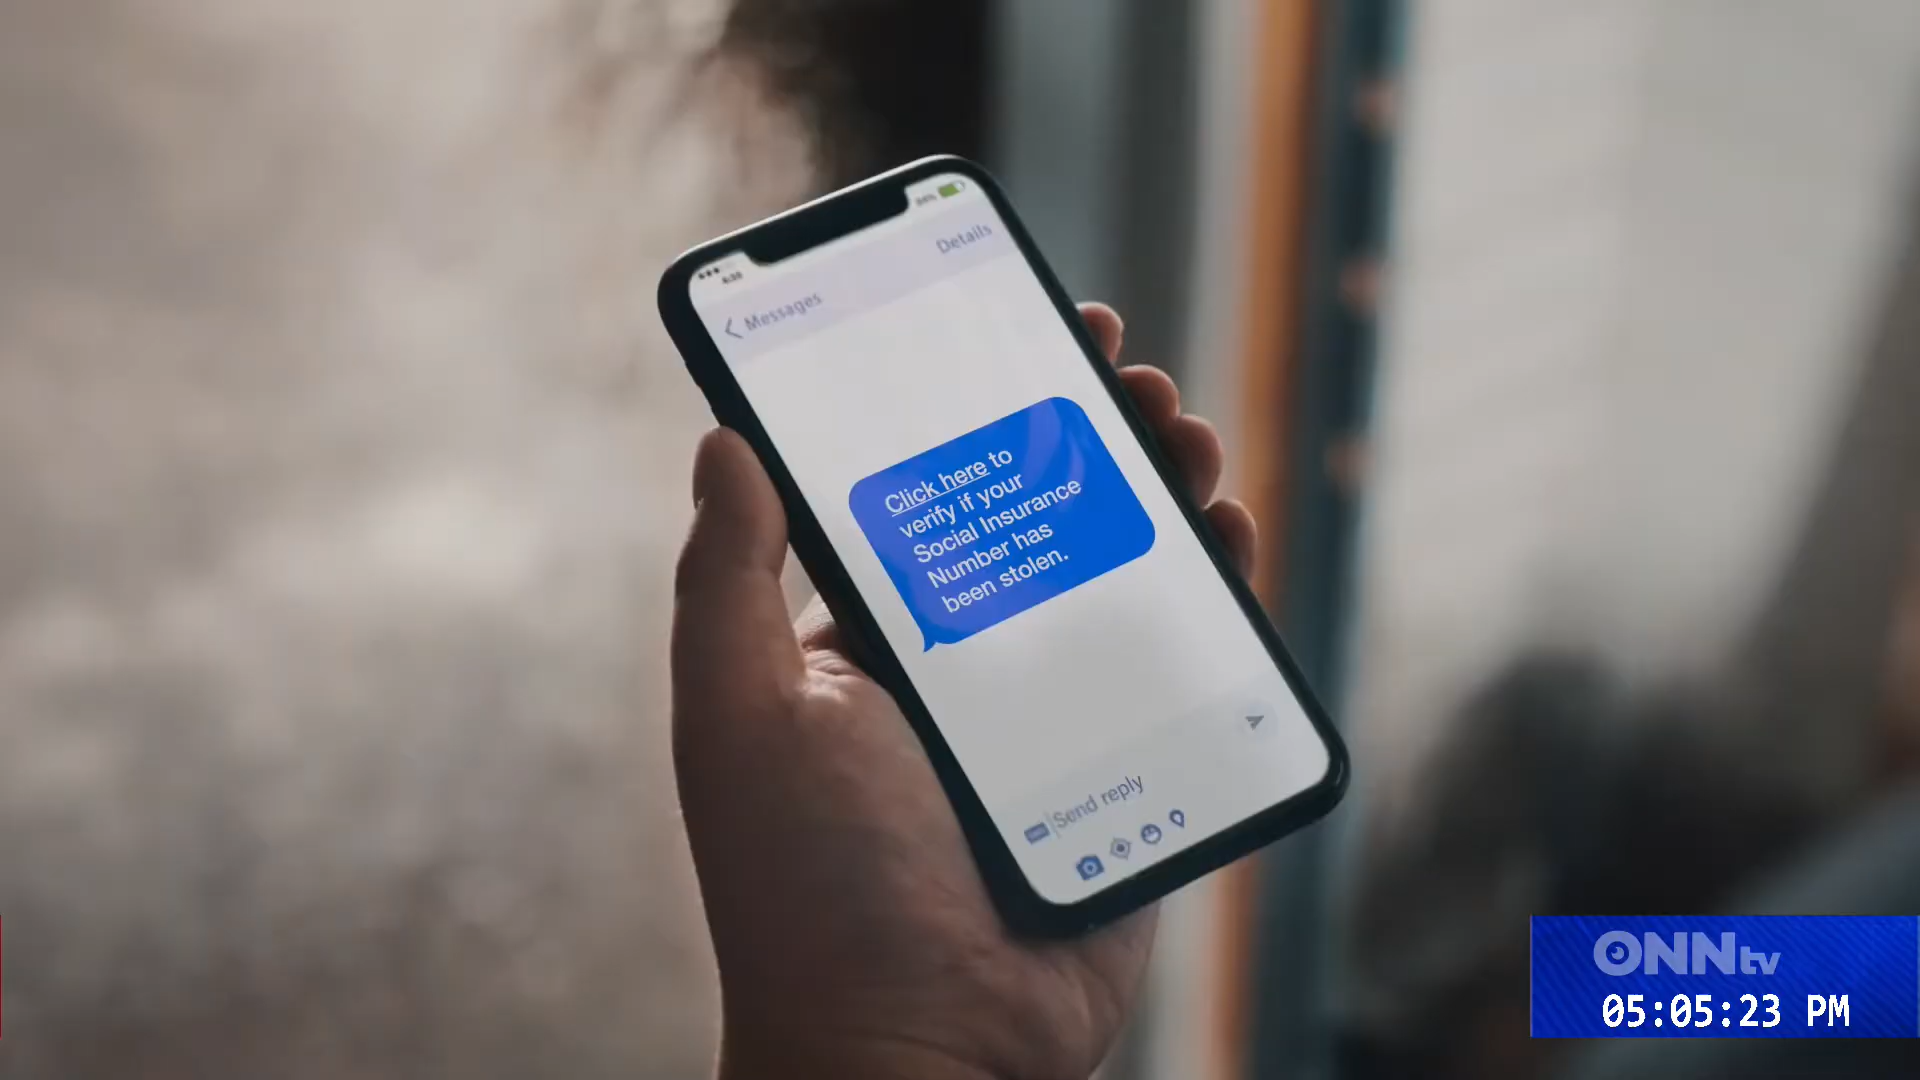 Details
Messages
Click here to
verify if your
Social Insurance
Number has
been stolen.
Send reply
ONNtv
05:05:23 PM